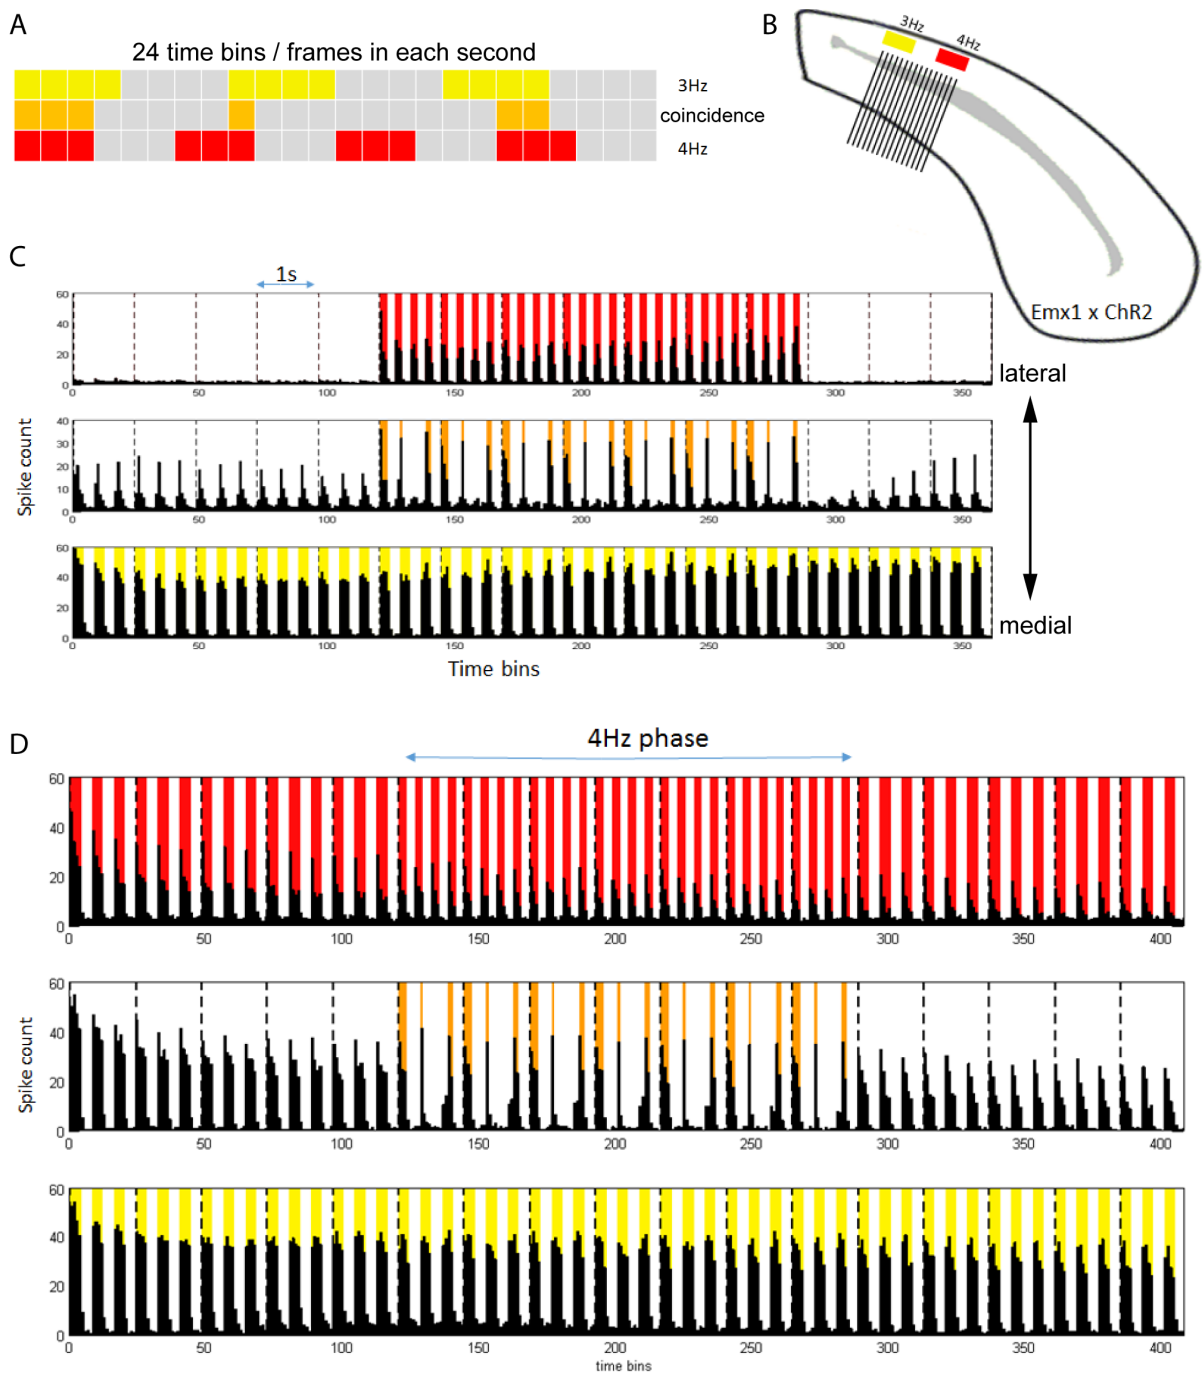 A
24 time bins / frames in each second
3Hz
coincidence
4Hz
B
3Hz
4Hz
Emx1 x ChR2
C
1s
60
40
20
0
0 50 100 150 200 250 300 350
lateral
Spike count
40
30
20
10
0
0 50 100 150 200 250 300 350
60
40
20
0
0 50 100 150 200 250 300 350
medial
Time bins
D
4Hz phase
60
40
20
0
0 50 100 150 200 250 300 350 400
Spike count
60
40
20
0
0 50 100 150 200 250 300 350 400
60
40
20
0
0 50 100 150 200 250 300 350 400
time bins